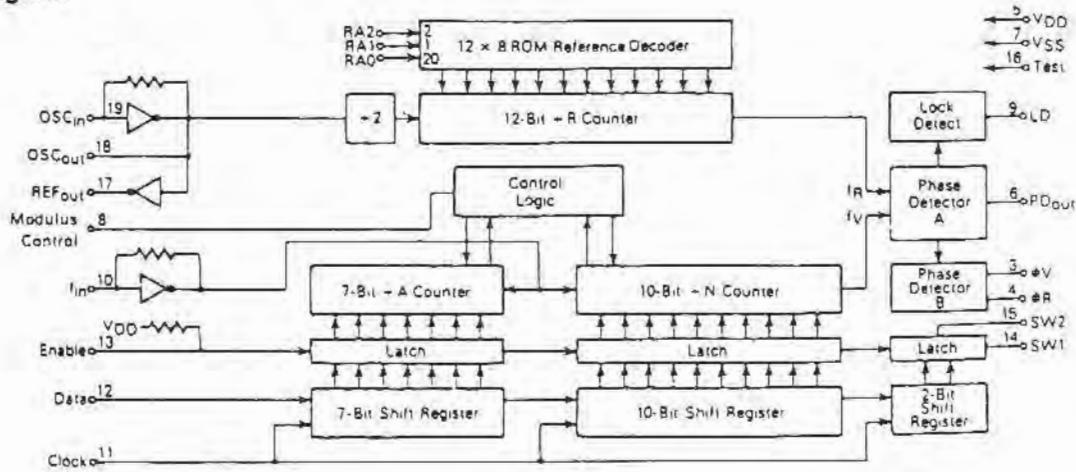 RA2 2
RA1 1
RA0 20
12 × 8 ROM Reference Decoder
5 VDD
7 VSS
16 Test
OSCin 19
÷ 2
12-Bit ÷ R Counter
Lock Detect
9 LD
OSCout 18
REFout 17
Control Logic
fR
fV
Phase Detector A
6 PDout
Modulus Control 8
fin 10
7-Bit ÷ A Counter
10-Bit ÷ N Counter
Phase Detector B
3 φV
4 φR
VDD
15 SW2
14 SW1
Enable 13
Latch
Latch
Latch
Data 12
7-Bit Shift Register
10-Bit Shift Register
2-Bit Shift Register
Clock 11